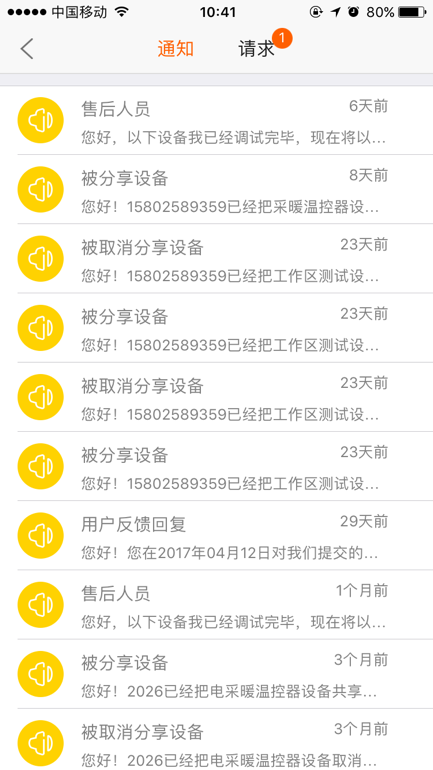 中国移动 10:41 80%
通知 请求 1
售后人员 6天前
您好，以下设备我已经调试完毕，现在将以...
被分享设备 8天前
您好！15802589359已经把采暖温控器设...
被取消分享设备 23天前
您好！15802589359已经把工作区测试设...
被分享设备 23天前
您好！15802589359已经把工作区测试设...
被取消分享设备 23天前
您好！15802589359已经把工作区测试设...
被分享设备 23天前
您好！15802589359已经把工作区测试设...
用户反馈回复 29天前
您好！您在2017年04月12日对我们提交的...
售后人员 1个月前
您好，以下设备我已经调试完毕，现在将以...
被分享设备 3个月前
您好！2026已经把电采暖温控器设备共享...
被取消分享设备 3个月前
您好！2026已经把电采暖温控器设备取消...